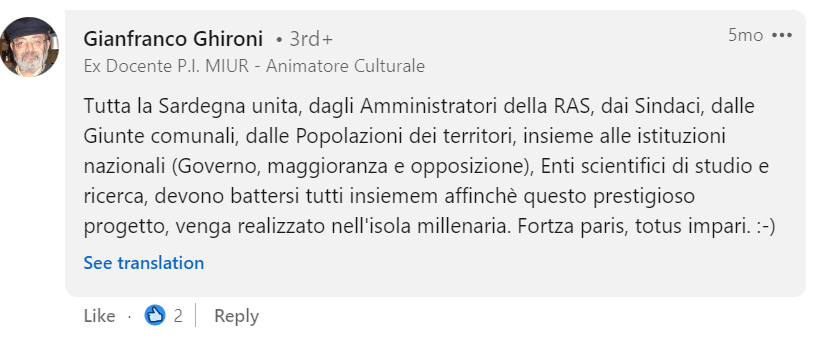 Gianfranco Ghironi • 3rd+
5mo •••
Ex Docente P.I. MIUR - Animatore Culturale
Tutta la Sardegna unita, dagli Amministratori della RAS, dai Sindaci, dalle
Giunte comunali, dalle Popolazioni dei territori, insieme alle istituzioni
nazionali (Governo, maggioranza e opposizione), Enti scientifici di studio e
ricerca, devono battersi tutti insiemem affinchè questo prestigioso
progetto, venga realizzato nell'isola millenaria. Fortza paris, totus impari. :-)
See translation
Like · 2 | Reply